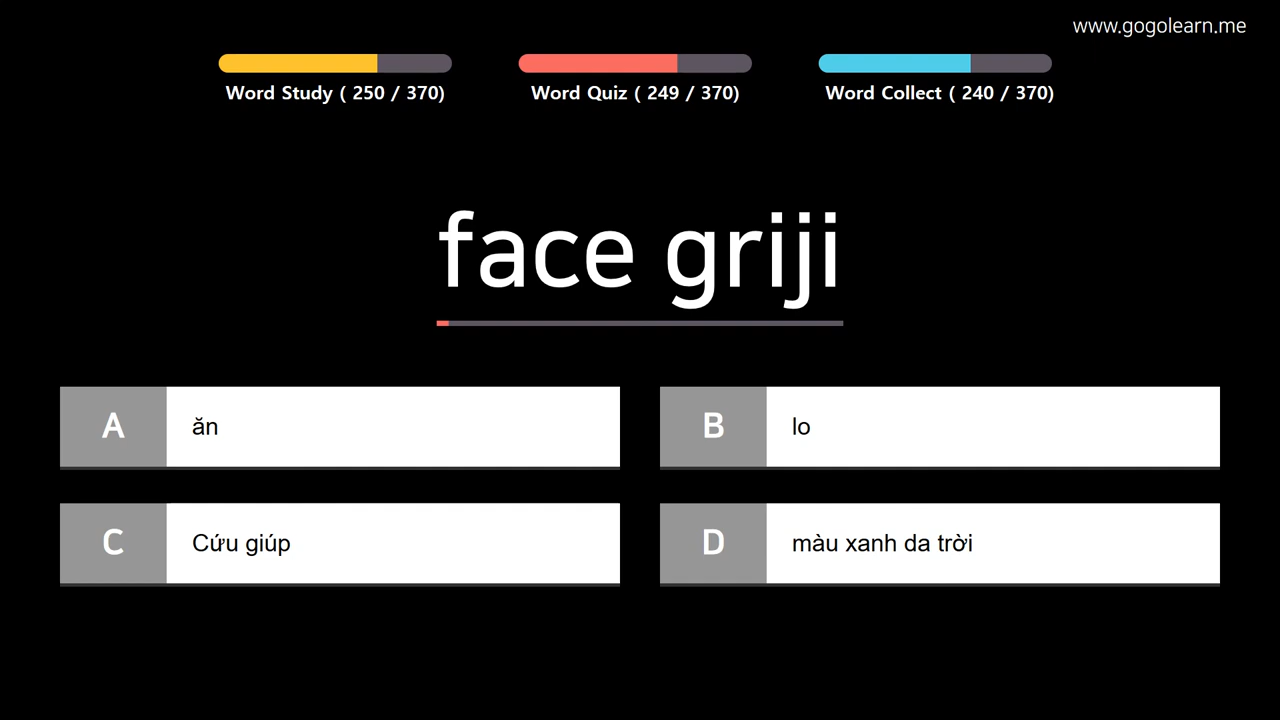 www.gogolearn.me
Word Study ( 250 / 370)
Word Quiz ( 249 / 370)
Word Collect ( 240 / 370)
face griji
A ăn
B lo
C Cứu giúp
D màu xanh da trời